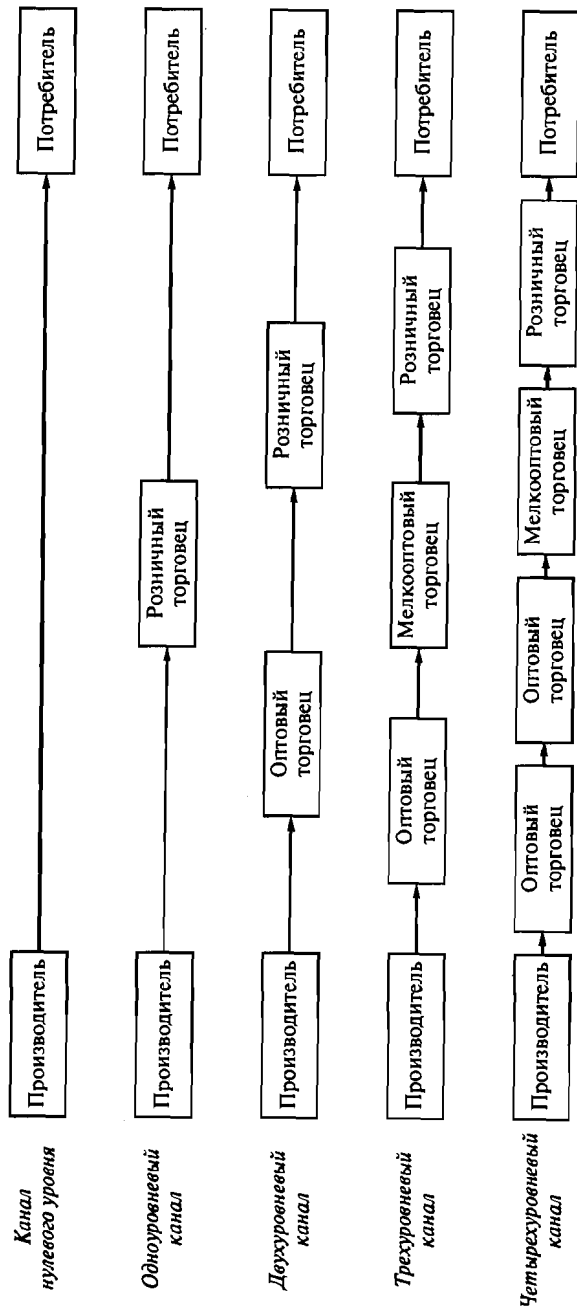 Канал
нулевого уровня
Производитель
Потребитель
Одноуровневый
канал
Производитель
Розничный
торговец
Потребитель
Двухуровневый
канал
Производитель
Оптовый
торговец
Розничный
торговец
Потребитель
Трехуровневый
канал
Производитель
Оптовый
торговец
Мелкооптовый
торговец
Розничный
торговец
Потребитель
Четырехуровневый
канал
Производитель
Оптовый
торговец
Оптовый
торговец
Мелкооптовый
торговец
Розничный
торговец
Потребитель